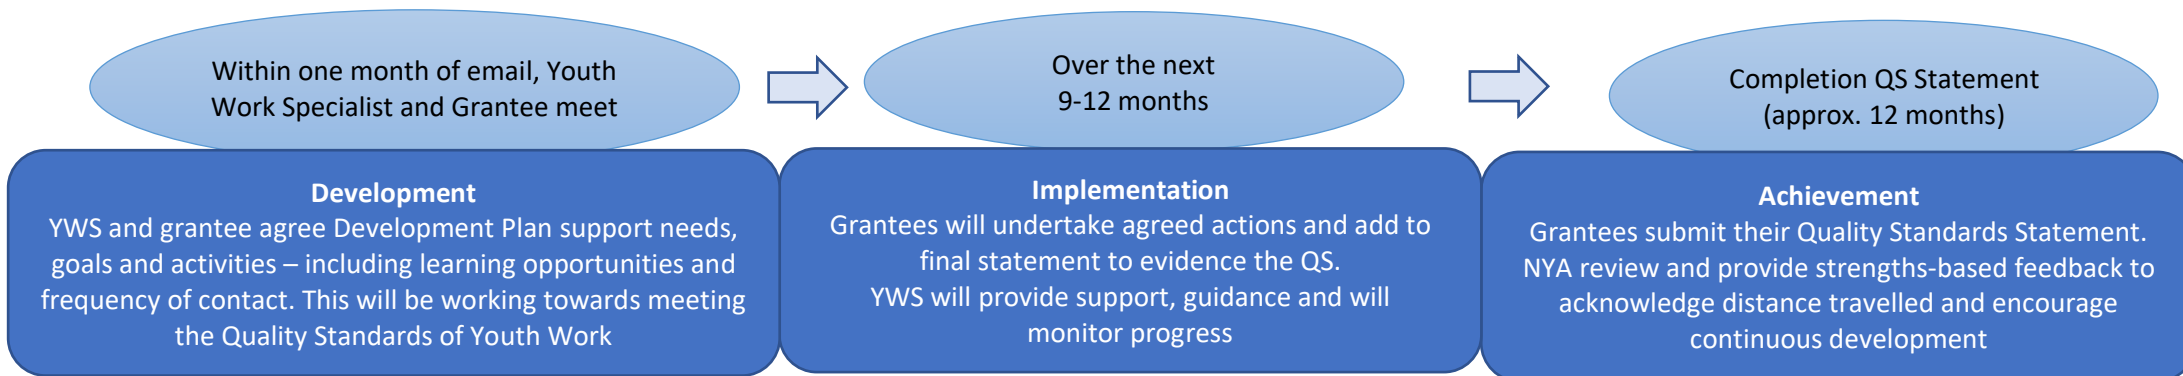 Within one month of email, Youth
Work Specialist and Grantee meet
Over the next
9-12 months
Completion QS Statement
(approx. 12 months)
Development
YWS and grantee agree Development Plan support needs,
goals and activities – including learning opportunities and
frequency of contact. This will be working towards meeting
the Quality Standards of Youth Work
Implementation
Grantees will undertake agreed actions and add to
final statement to evidence the QS.
YWS will provide support, guidance and will
monitor progress
Achievement
Grantees submit their Quality Standards Statement.
NYA review and provide strengths-based feedback to
acknowledge distance travelled and encourage
continuous development